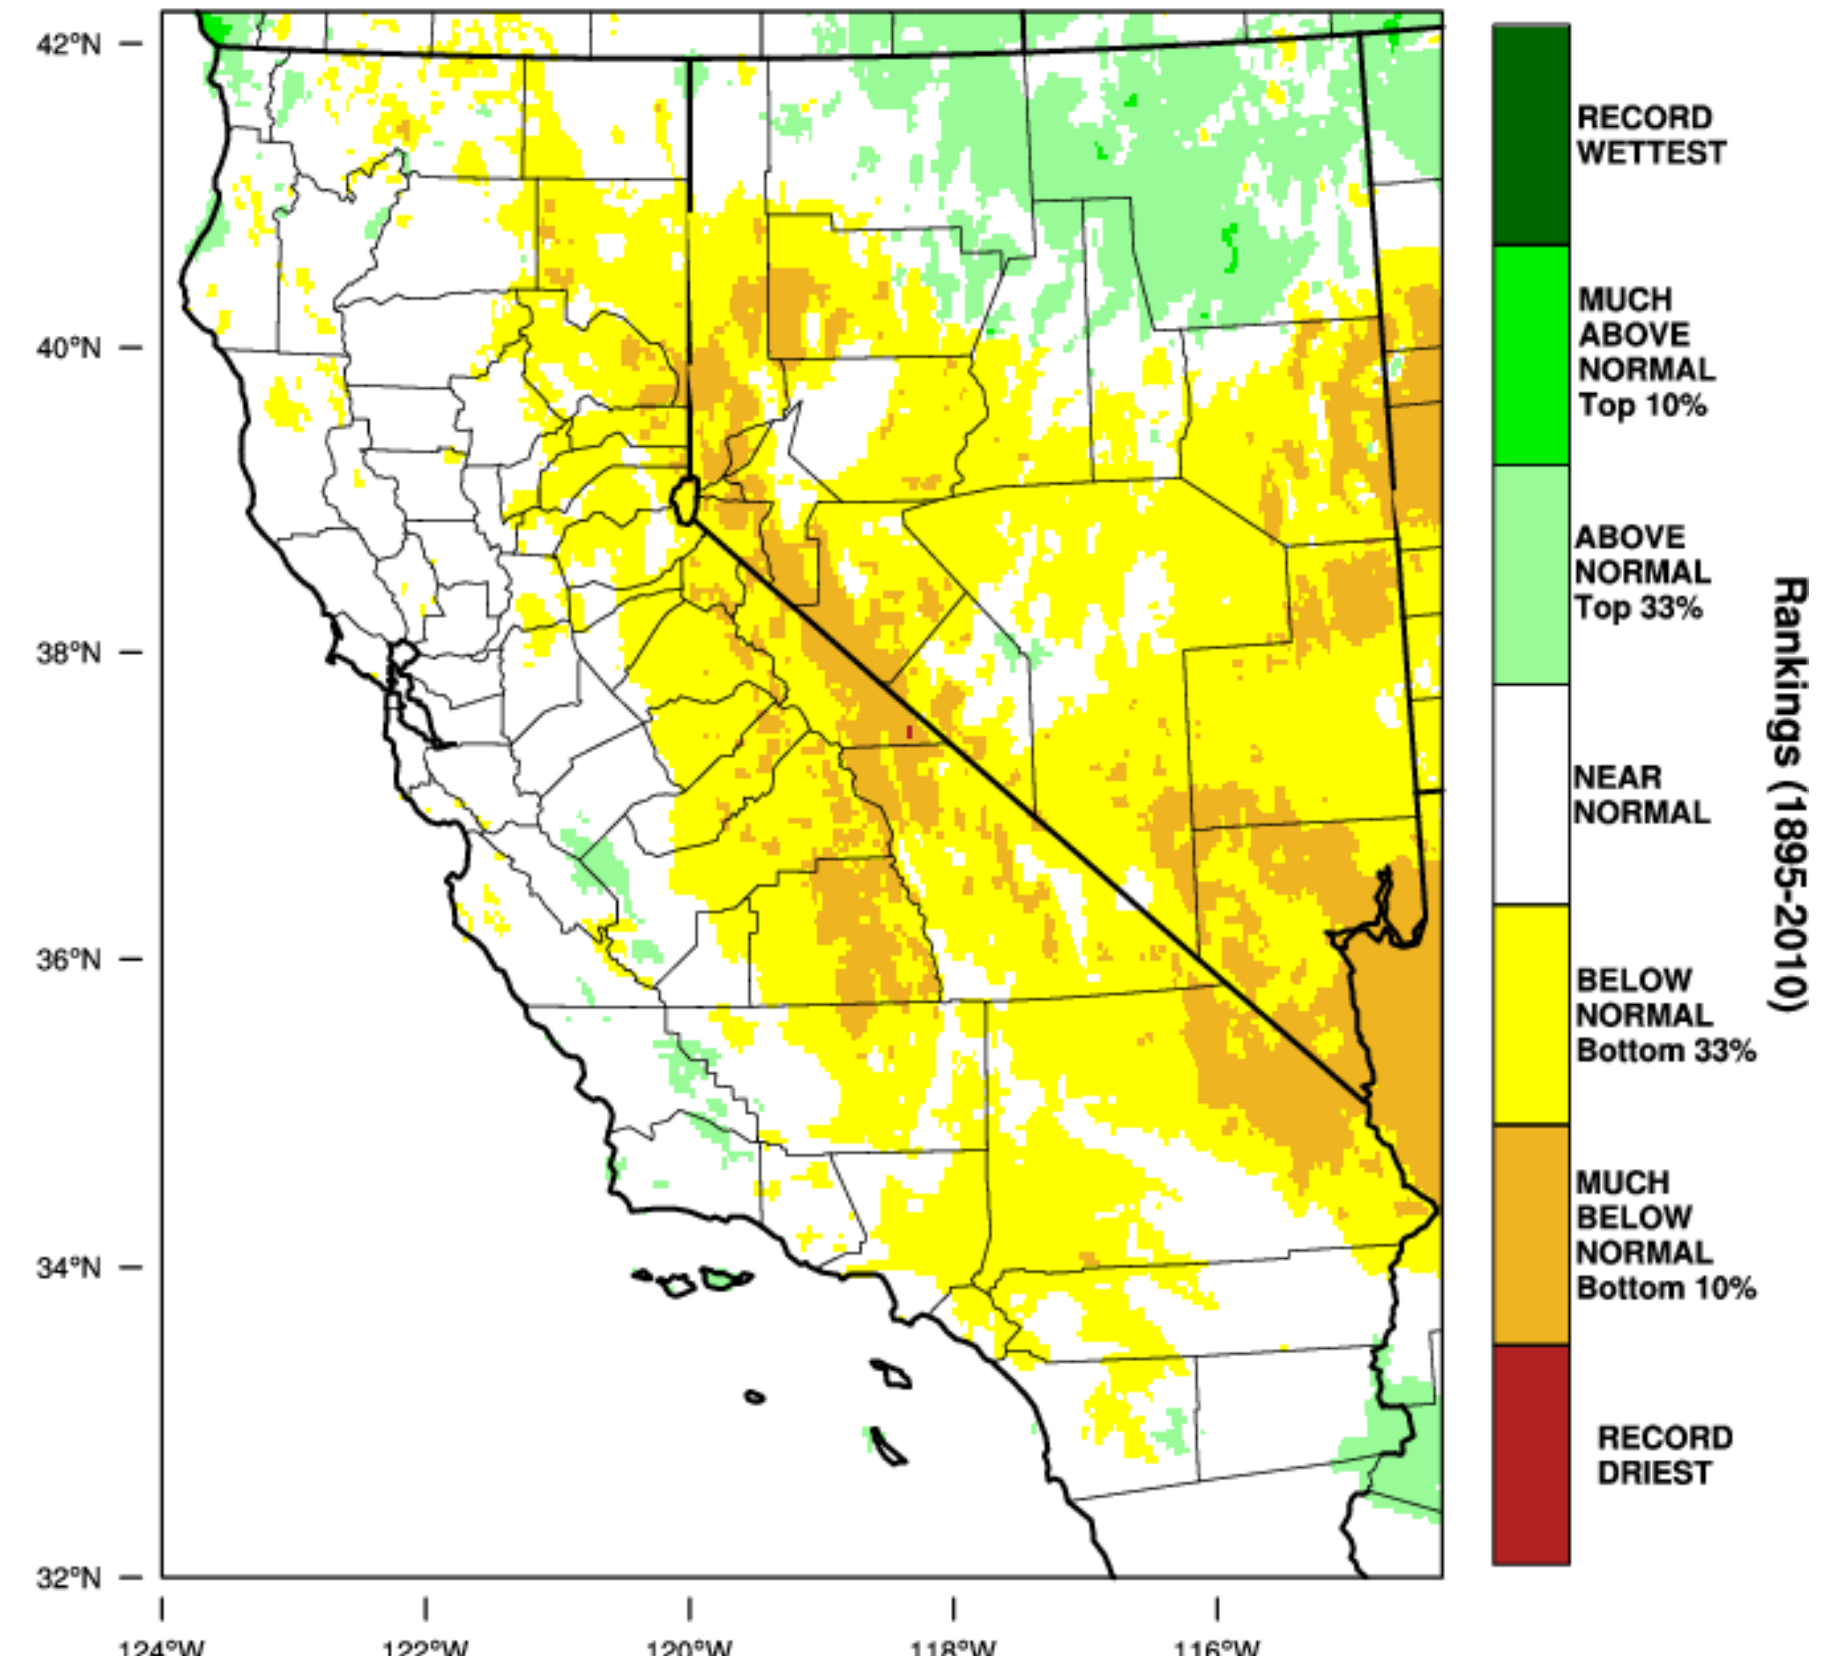 42°N
40°N
38°N
36°N
34°N
32°N
124°W
122°W
120°W
118°W
116°W
RECORD
WETTEST
MUCH
ABOVE
NORMAL
Top 10%
ABOVE
NORMAL
Top 33%
NEAR
NORMAL
BELOW
NORMAL
Bottom 33%
MUCH
BELOW
NORMAL
Bottom 10%
RECORD
DRIEST
Rankings (1895-2010)